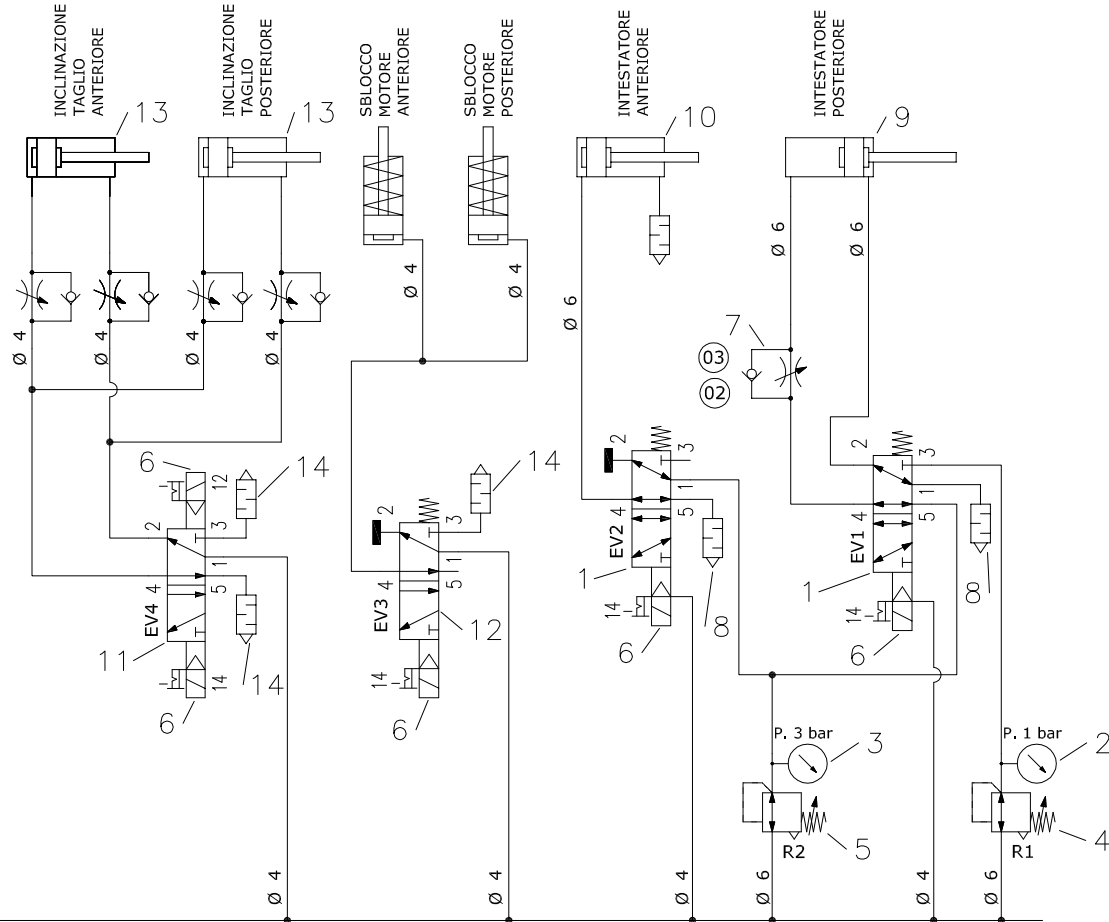 INCLINAZIONE
TAGLIO
ANTERIORE
INCLINAZIONE
TAGLIO
POSTERIORE
SBLOCCO
MOTORE
ANTERIORE
SBLOCCO
MOTORE
POSTERIORE
INTESTATORE
ANTERIORE
INTESTATORE
POSTERIORE
13
13
10
9
Ø 4
Ø 4
Ø 4
Ø 4
Ø 4
Ø 4
Ø 6
Ø 6
Ø 6
7
03
02
6
12
14
2
3
1
4
5
EV4
11
14
14
6
14
2
3
1
4
5
EV3
12
14
6
2
3
1
4
5
EV2
1
14
6
8
2
3
1
4
5
EV1
1
14
6
8
P. 3 bar
3
R2
5
P. 1 bar
2
R1
4
Ø 4
Ø 4
Ø 4
Ø 6
Ø 4
Ø 6